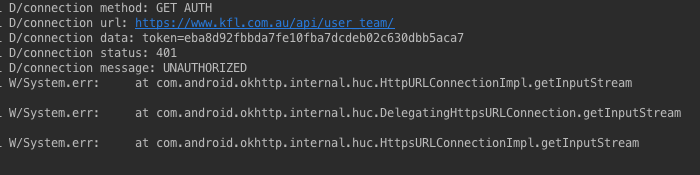 D/connection method: GET AUTH
D/connection url: https://www.kfl.com.au/api/user_team/
D/connection data: token=eba8d92fbbda7fe10fba7dcdeb02c630dbb5aca7
D/connection status: 401
D/connection message: UNAUTHORIZED
W/System.err:     at com.android.okhttp.internal.huc.HttpURLConnectionImpl.getInputStream
W/System.err:     at com.android.okhttp.internal.huc.DelegatingHttpsURLConnection.getInputStream
W/System.err:     at com.android.okhttp.internal.huc.HttpsURLConnectionImpl.getInputStream